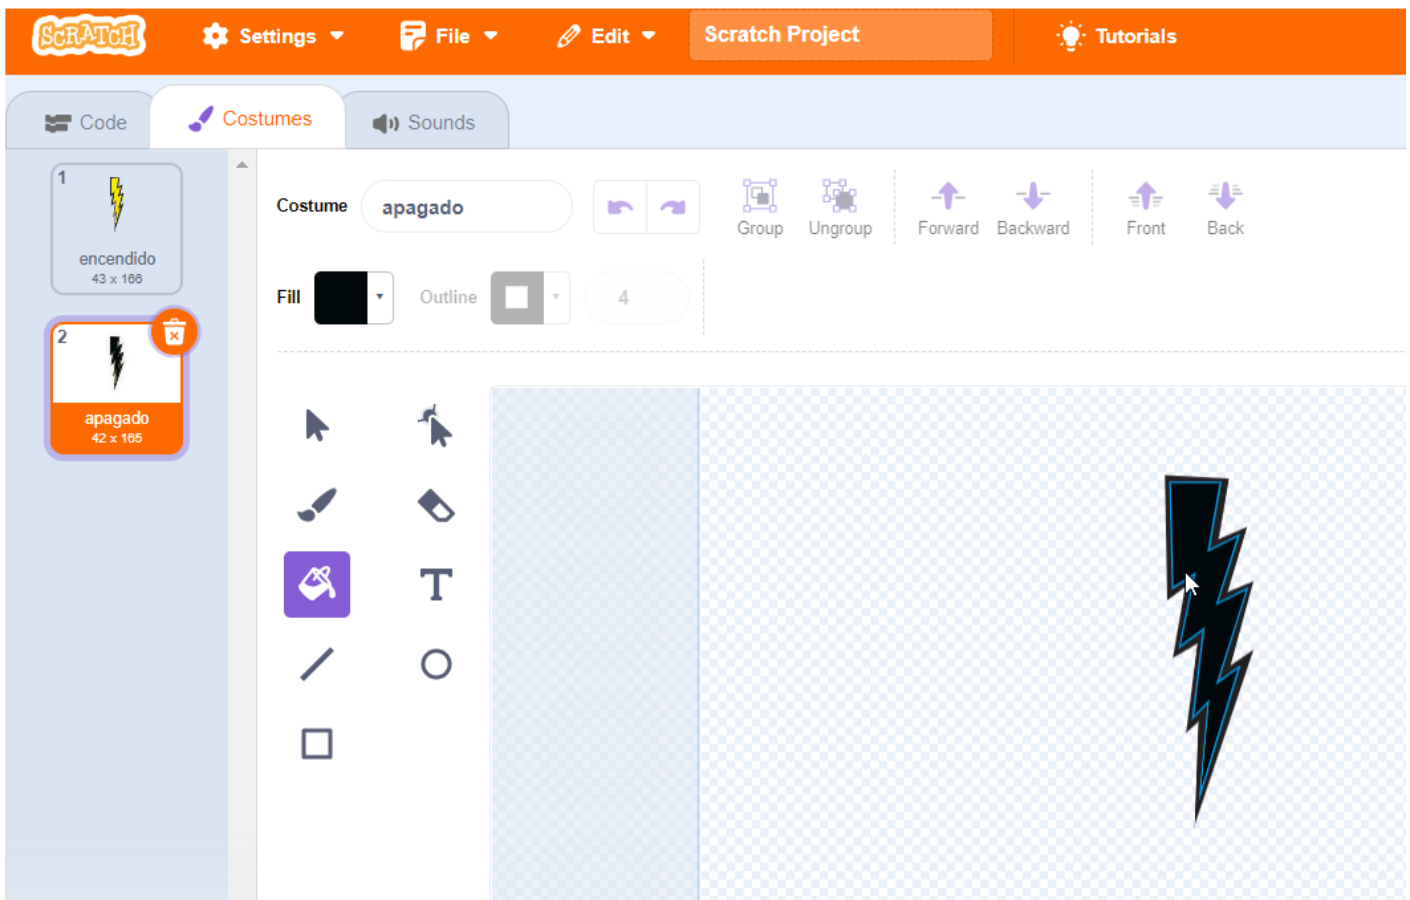 SCRATCH Settings File Edit Scratch Project Tutorials
Code Costumes Sounds
1
encendido
43 x 166
2
apagado
42 x 165
Costume apagado
Group Ungroup Forward Backward Front Back
Fill Outline 4
T